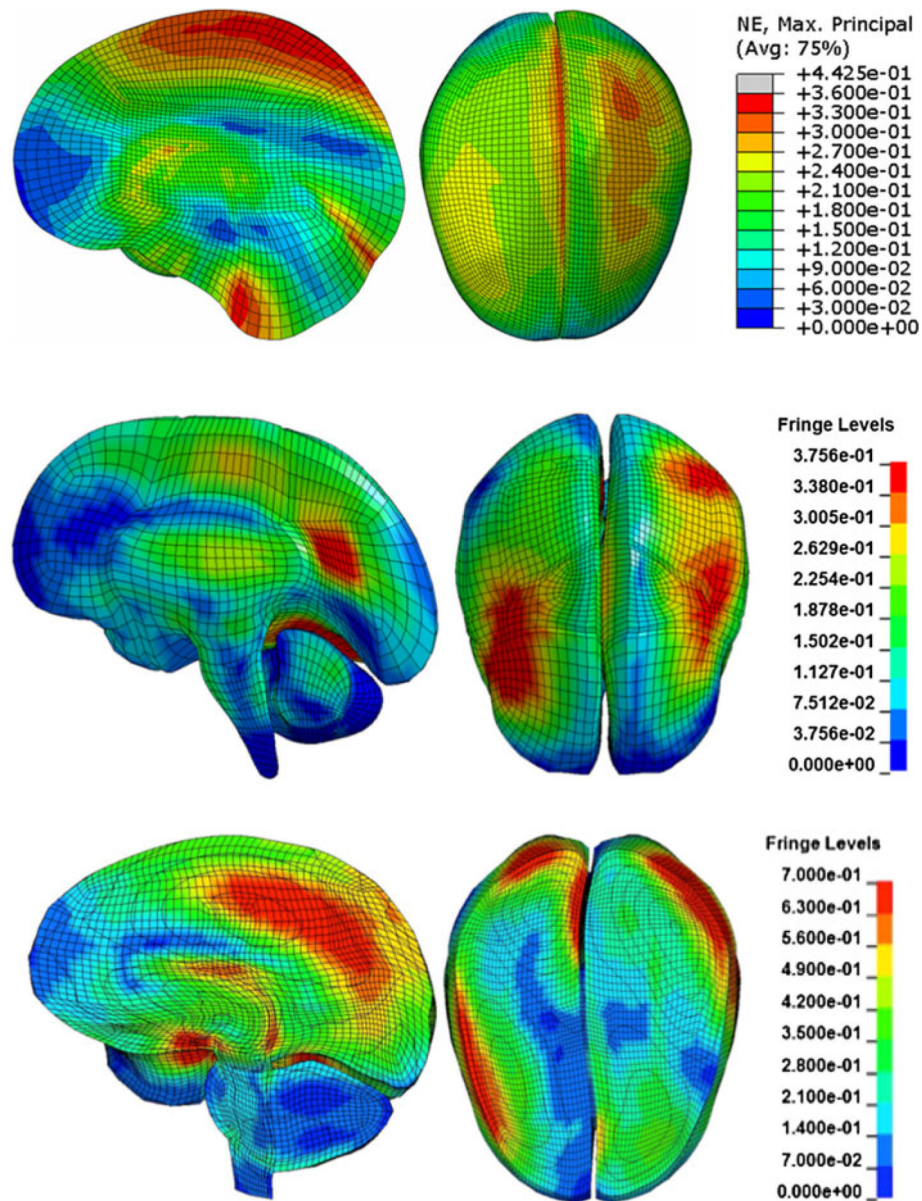 NE, Max. Principal
(Avg: 75%)
+4.425e-01
+3.600e-01
+3.300e-01
+3.000e-01
+2.700e-01
+2.400e-01
+2.100e-01
+1.800e-01
+1.500e-01
+1.200e-01
+9.000e-02
+6.000e-02
+3.000e-02
+0.000e+00
Fringe Levels
3.756e-01
3.380e-01
3.005e-01
2.629e-01
2.254e-01
1.878e-01
1.502e-01
1.127e-01
7.512e-02
3.756e-02
0.000e+00
Fringe Levels
7.000e-01
6.300e-01
5.600e-01
4.900e-01
4.200e-01
3.500e-01
2.800e-01
2.100e-01
1.400e-01
7.000e-02
0.000e+00